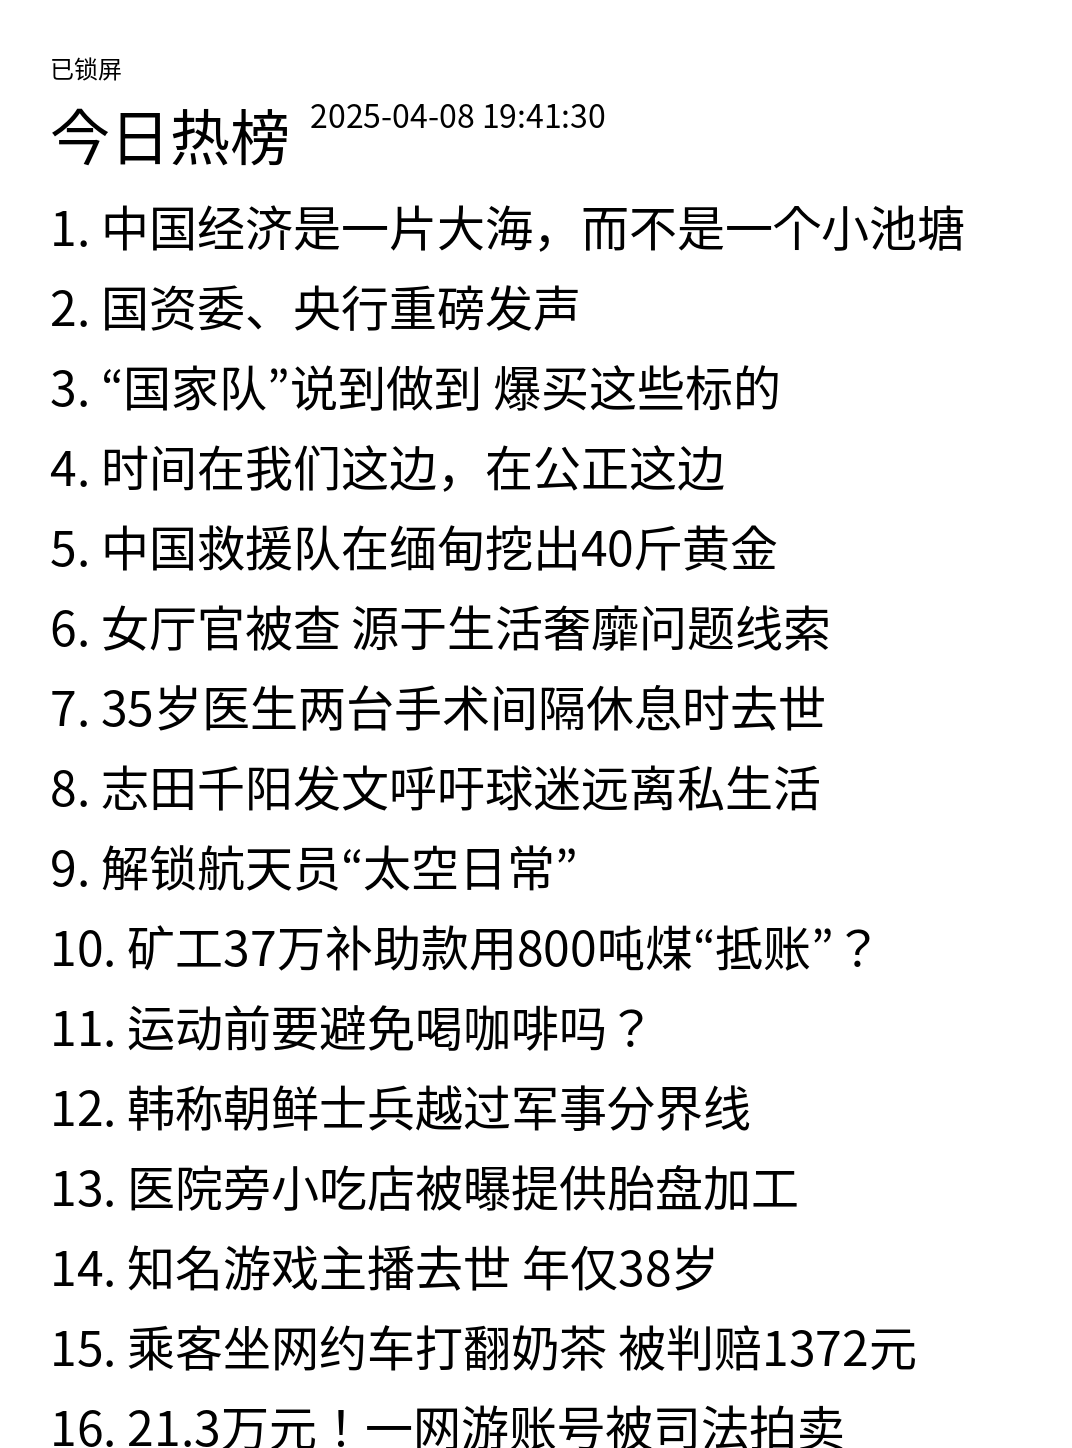 已锁屏
今日热榜 2025-04-08 19:41:30
1. 中国经济是一片大海，而不是一个小池塘
2. 国资委、央行重磅发声
3. “国家队”说到做到 爆买这些标的
4. 时间在我们这边，在公正这边
5. 中国救援队在缅甸挖出40斤黄金
6. 女厅官被查 源于生活奢靡问题线索
7. 35岁医生两台手术间隔休息时去世
8. 志田千阳发文呼吁球迷远离私生活
9. 解锁航天员“太空日常”
10. 矿工37万补助款用800吨煤“抵账”？
11. 运动前要避免喝咖啡吗？
12. 韩称朝鲜士兵越过军事分界线
13. 医院旁小吃店被曝提供胎盘加工
14. 知名游戏主播去世 年仅38岁
15. 乘客坐网约车打翻奶茶 被判赔1372元
16. 21.3万元！一网游账号被司法拍卖